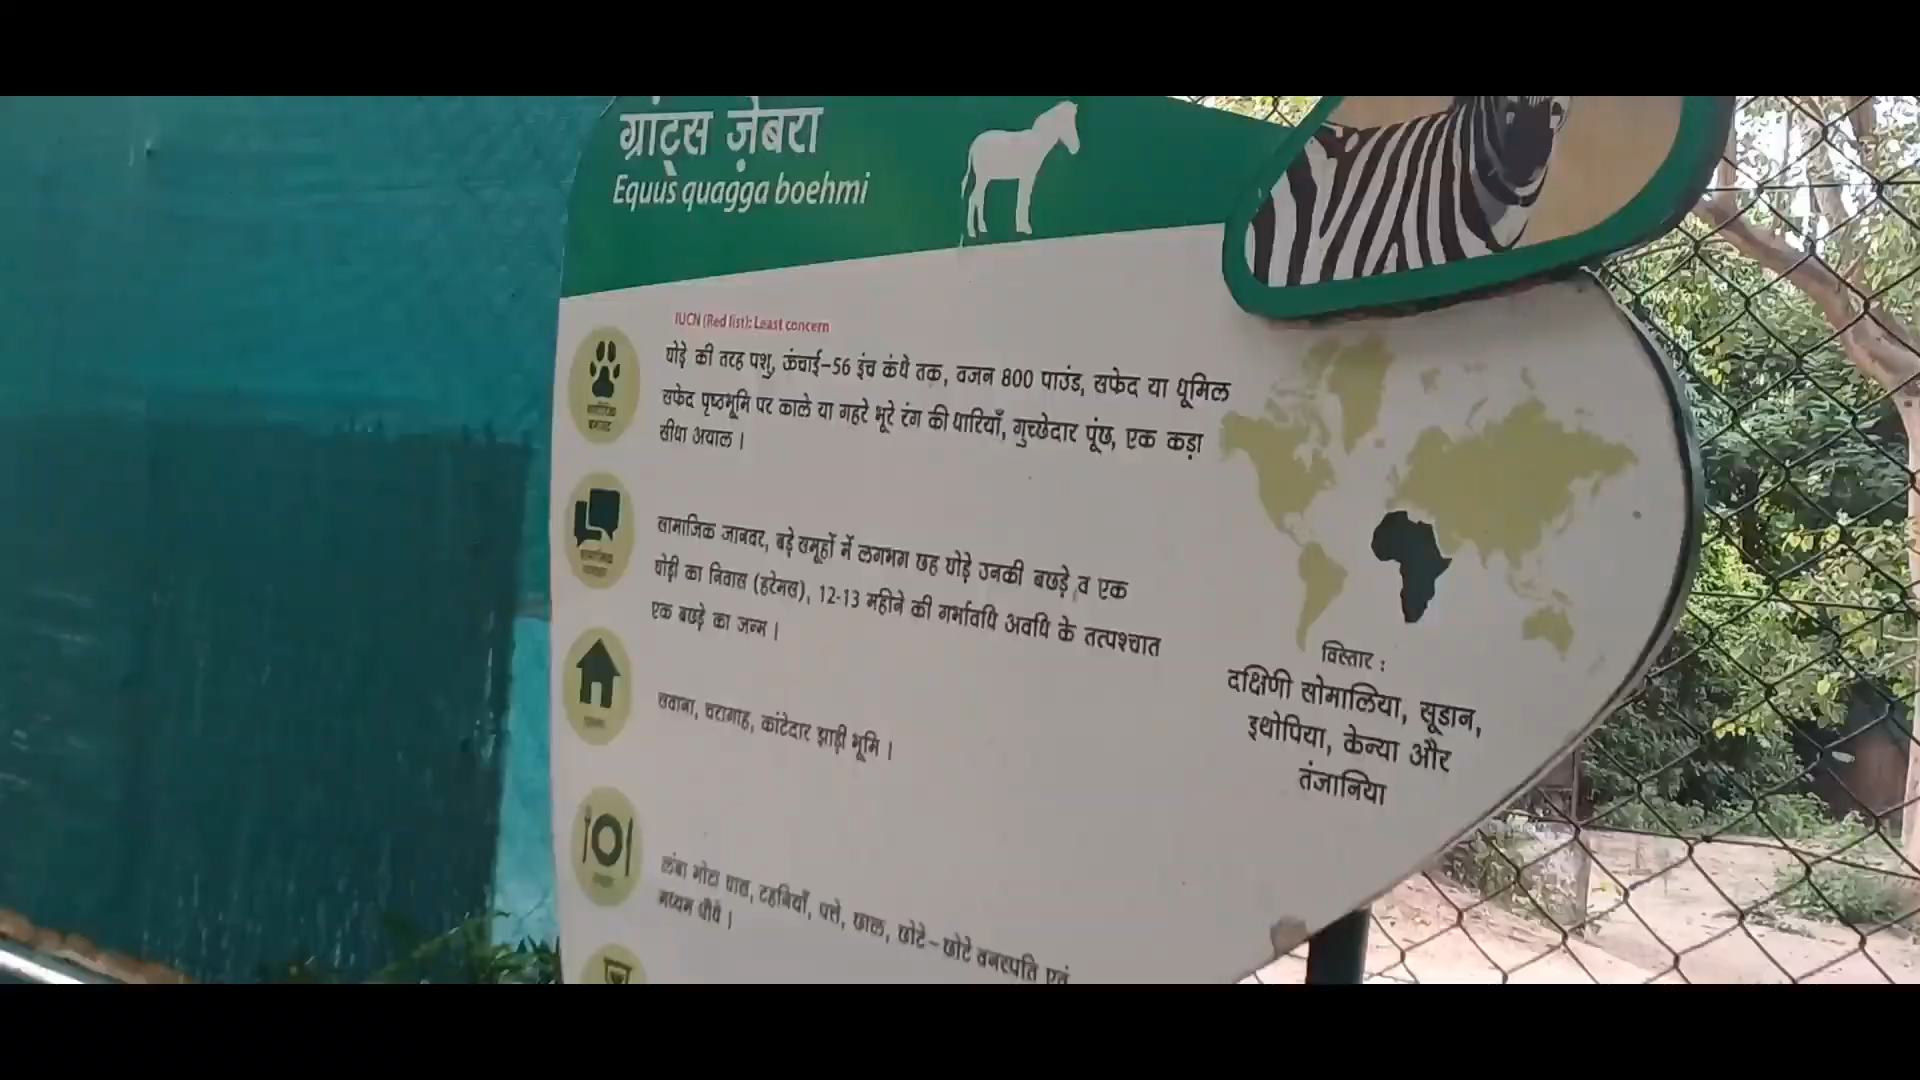 ग्रांट्स ज़ेबरा
Equus quagga boehmi
IUCN (Red list): Least concern
घोड़े की तरह पशु, ऊंचाई–56 इंच कंधे तक, वजन 800 पाउंड, सफेद या धूमिल
सफेद पृष्ठभूमि पर काले या गहरे भूरे रंग की धारियाँ, गुच्छेदार पूंछ, एक कड़ा
सीधा अयाल ।
सामाजिक जानवर, बड़े समूहों में लगभग छह घोड़े उनकी बछड़े व एक
घोड़ी का निवास (हरेमस), 12-13 महीने की गर्भावधि अवधि के तत्पश्चात
एक बछड़े का जन्म ।
सवाना, चरागाह, कांटेदार झाड़ी भूमि ।
लंबा मोटा घास, टहनियाँ, पत्ते, छाल, छोटे–छोटे वनस्पति एवं
मध्यम पौधे ।
विस्तार :
दक्षिणी सोमालिया, सूडान,
इथोपिया, केन्या और
तंजानिया